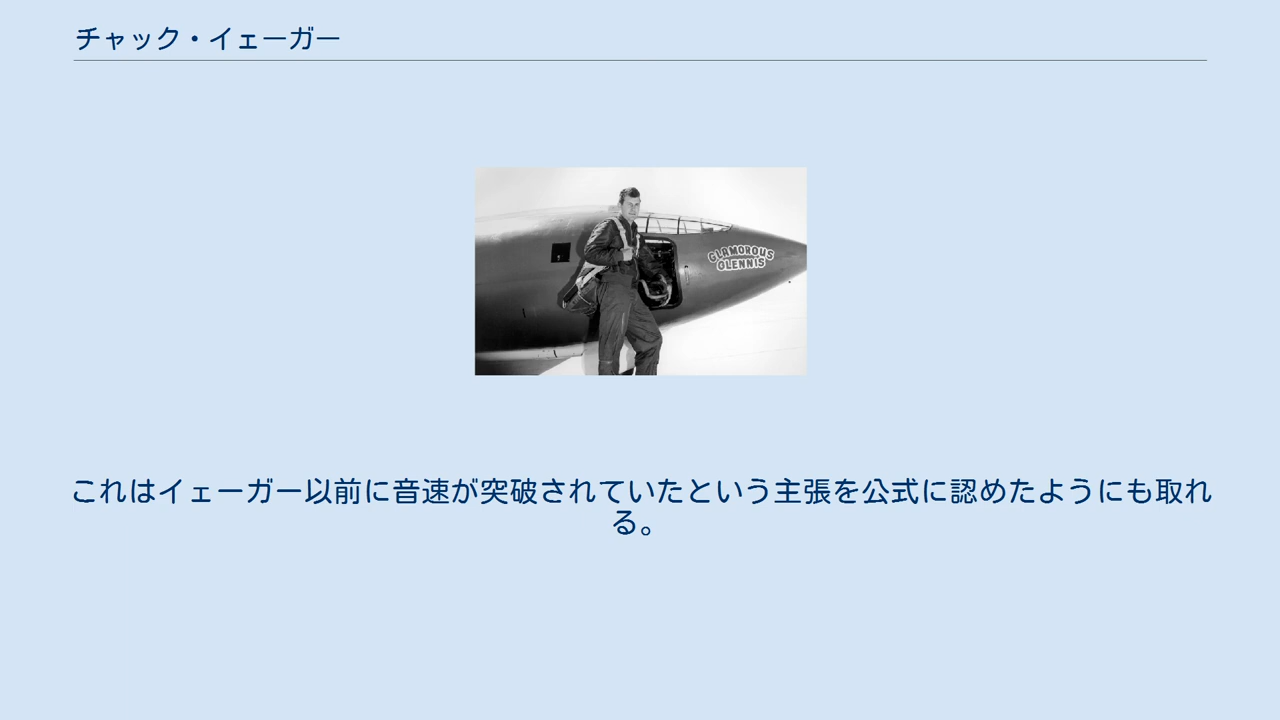 チャック・イェーガー
GLAMOROUS
GLENNIS
これはイェーガー以前に音速が突破されていたという主張を公式に認めたようにも取れ
る。